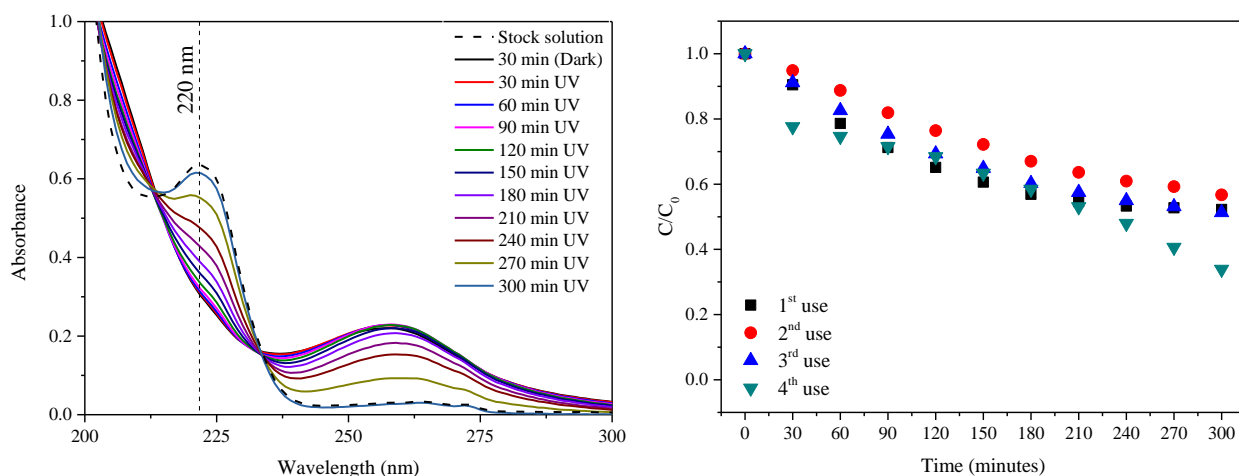 1.0
0.8
0.6
0.4
0.2
0.0
Absorbance
200
225
250
275
300
Wavelength (nm)
220 nm
Stock solution
30 min (Dark)
30 min UV
60 min UV
90 min UV
120 min UV
150 min UV
180 min UV
210 min UV
240 min UV
270 min UV
300 min UV
1.0
0.8
0.6
0.4
0.2
0.0
C/C₀
1st use
2nd use
3rd use
4th use
0 30 60 90 120 150 180 210 240 270 300
Time (minutes)